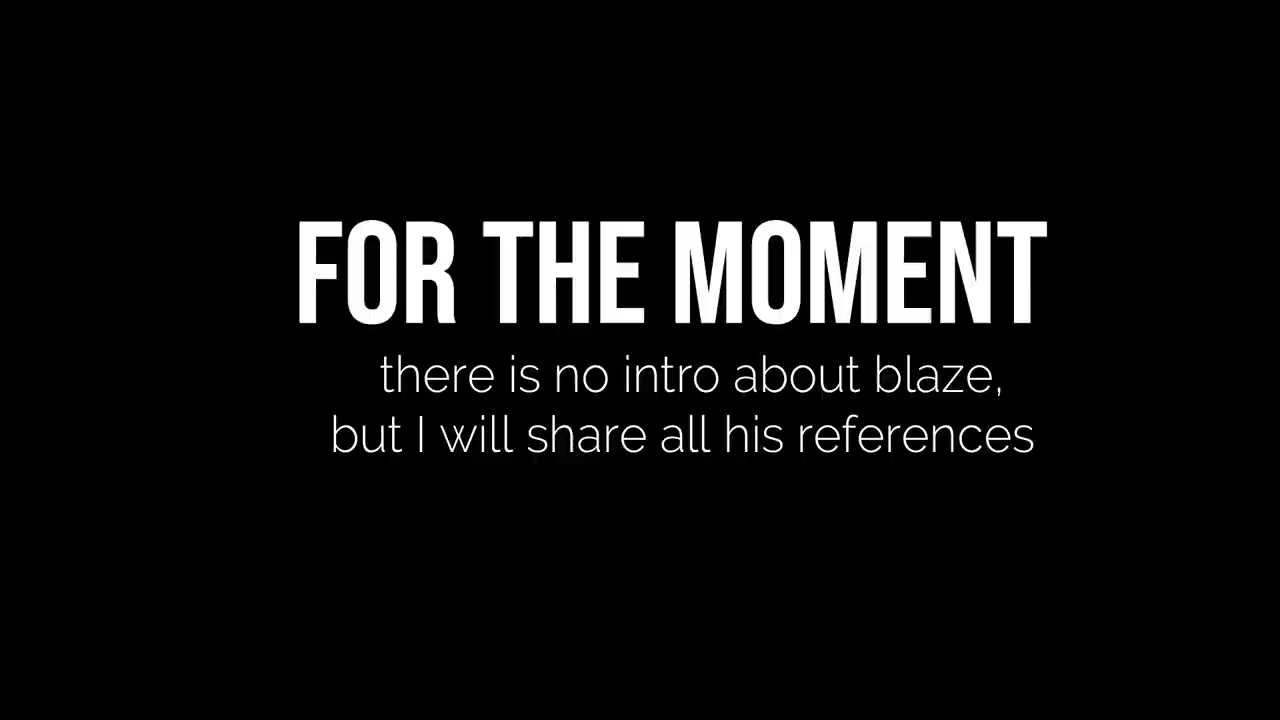 FOR THE MOMENT
there is no intro about blaze,
but I will share all his references